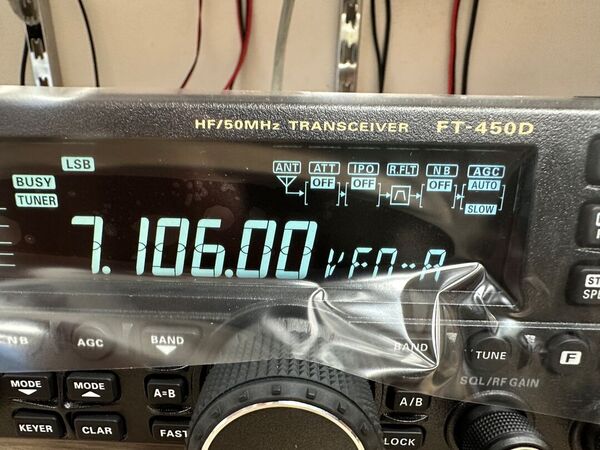 HF/50MHz TRANSCEIVER FT-450D
LSB
ANT ATT IPO R.FLT NB AGC
BUSY
OFF OFF OFF AUTO
TUNER
SLOW
7.106.00 VFO-A
NB AGC BAND BAND TUNE F
SQL/RF GAIN
MODE MODE A=B A/B
KEYER CLAR FAST LOCK